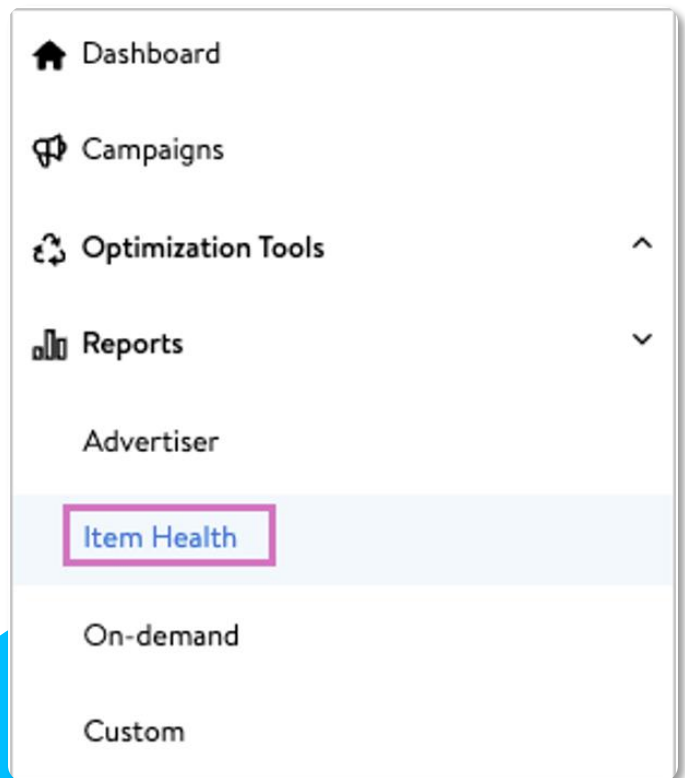 Dashboard
Campaigns
Optimization Tools
Reports
Advertiser
Item Health
On-demand
Custom